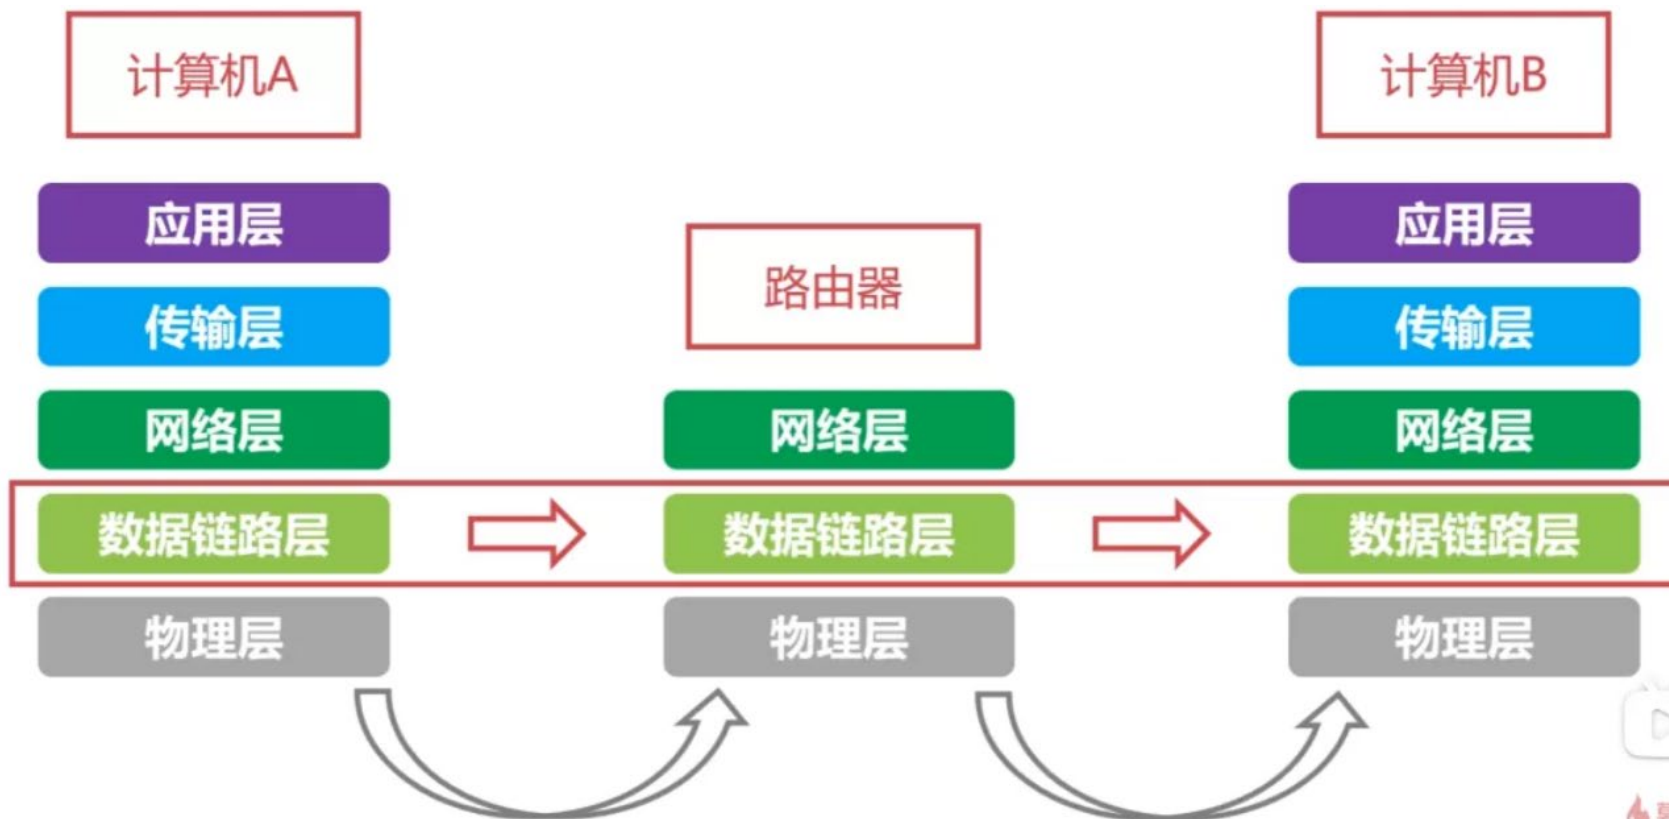 计算机A
应用层
传输层
网络层
数据链路层
物理层
路由器
网络层
数据链路层
物理层
计算机B
应用层
传输层
网络层
数据链路层
物理层